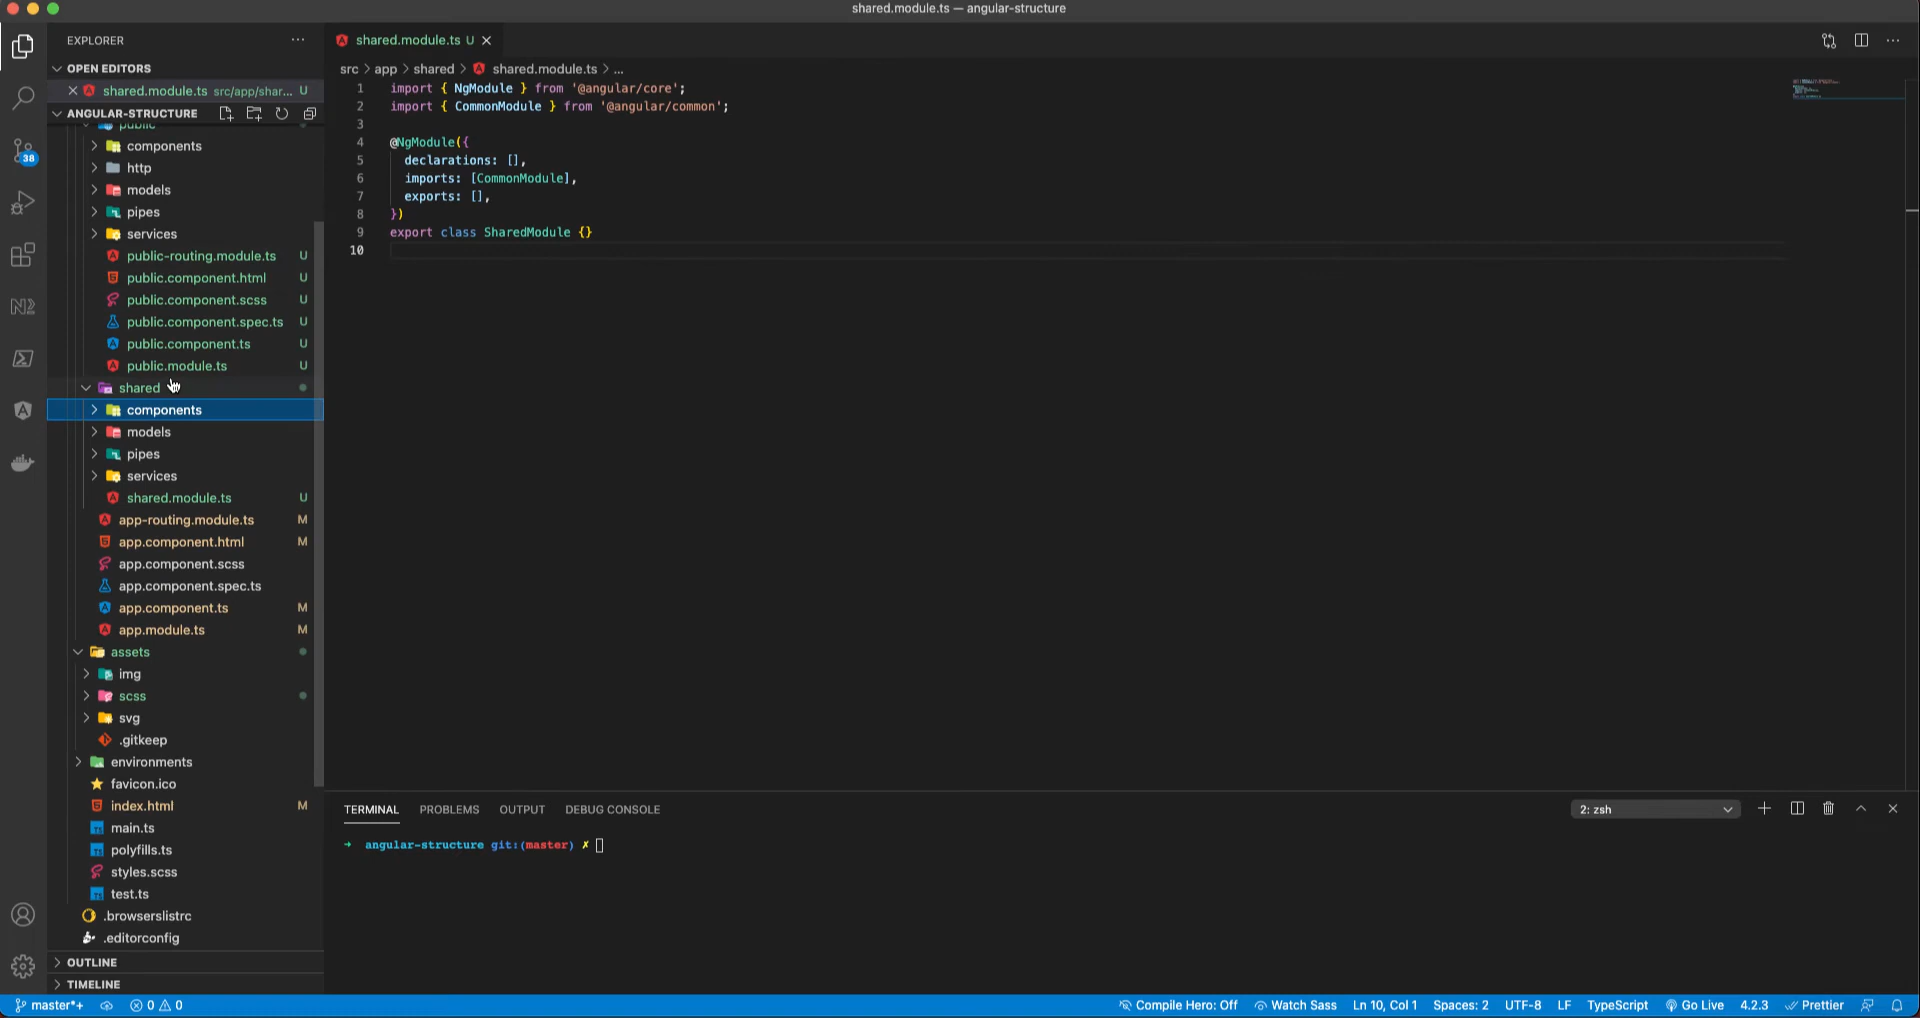 shared.module.ts — angular-structure
EXPLORER
OPEN EDITORS
shared.module.ts src/app/shar... U
ANGULAR-STRUCTURE
public
components
http
models
pipes
services
public-routing.module.ts U
public.component.html U
public.component.scss U
public.component.spec.ts U
public.component.ts U
public.module.ts U
shared
components
models
pipes
services
shared.module.ts U
app-routing.module.ts M
app.component.html M
app.component.scss
app.component.spec.ts
app.component.ts M
app.module.ts M
assets
img
scss
svg
.gitkeep
environments
favicon.ico
index.html M
main.ts
polyfills.ts
styles.scss
test.ts
.browserslistrc
.editorconfig
OUTLINE
TIMELINE
38
shared.module.ts U
src > app > shared > shared.module.ts > ...
1 import { NgModule } from '@angular/core';
2 import { CommonModule } from '@angular/common';
3
4 @NgModule({
5 declarations: [],
6 imports: [CommonModule],
7 exports: [],
8 })
9 export class SharedModule {}
10
TERMINAL PROBLEMS OUTPUT DEBUG CONSOLE
2: zsh
→ angular-structure git:(master) ✗
master*+ 0 0 Compile Hero: Off Watch Sass Ln 10, Col 1 Spaces: 2 UTF-8 LF TypeScript Go Live 4.2.3 Prettier